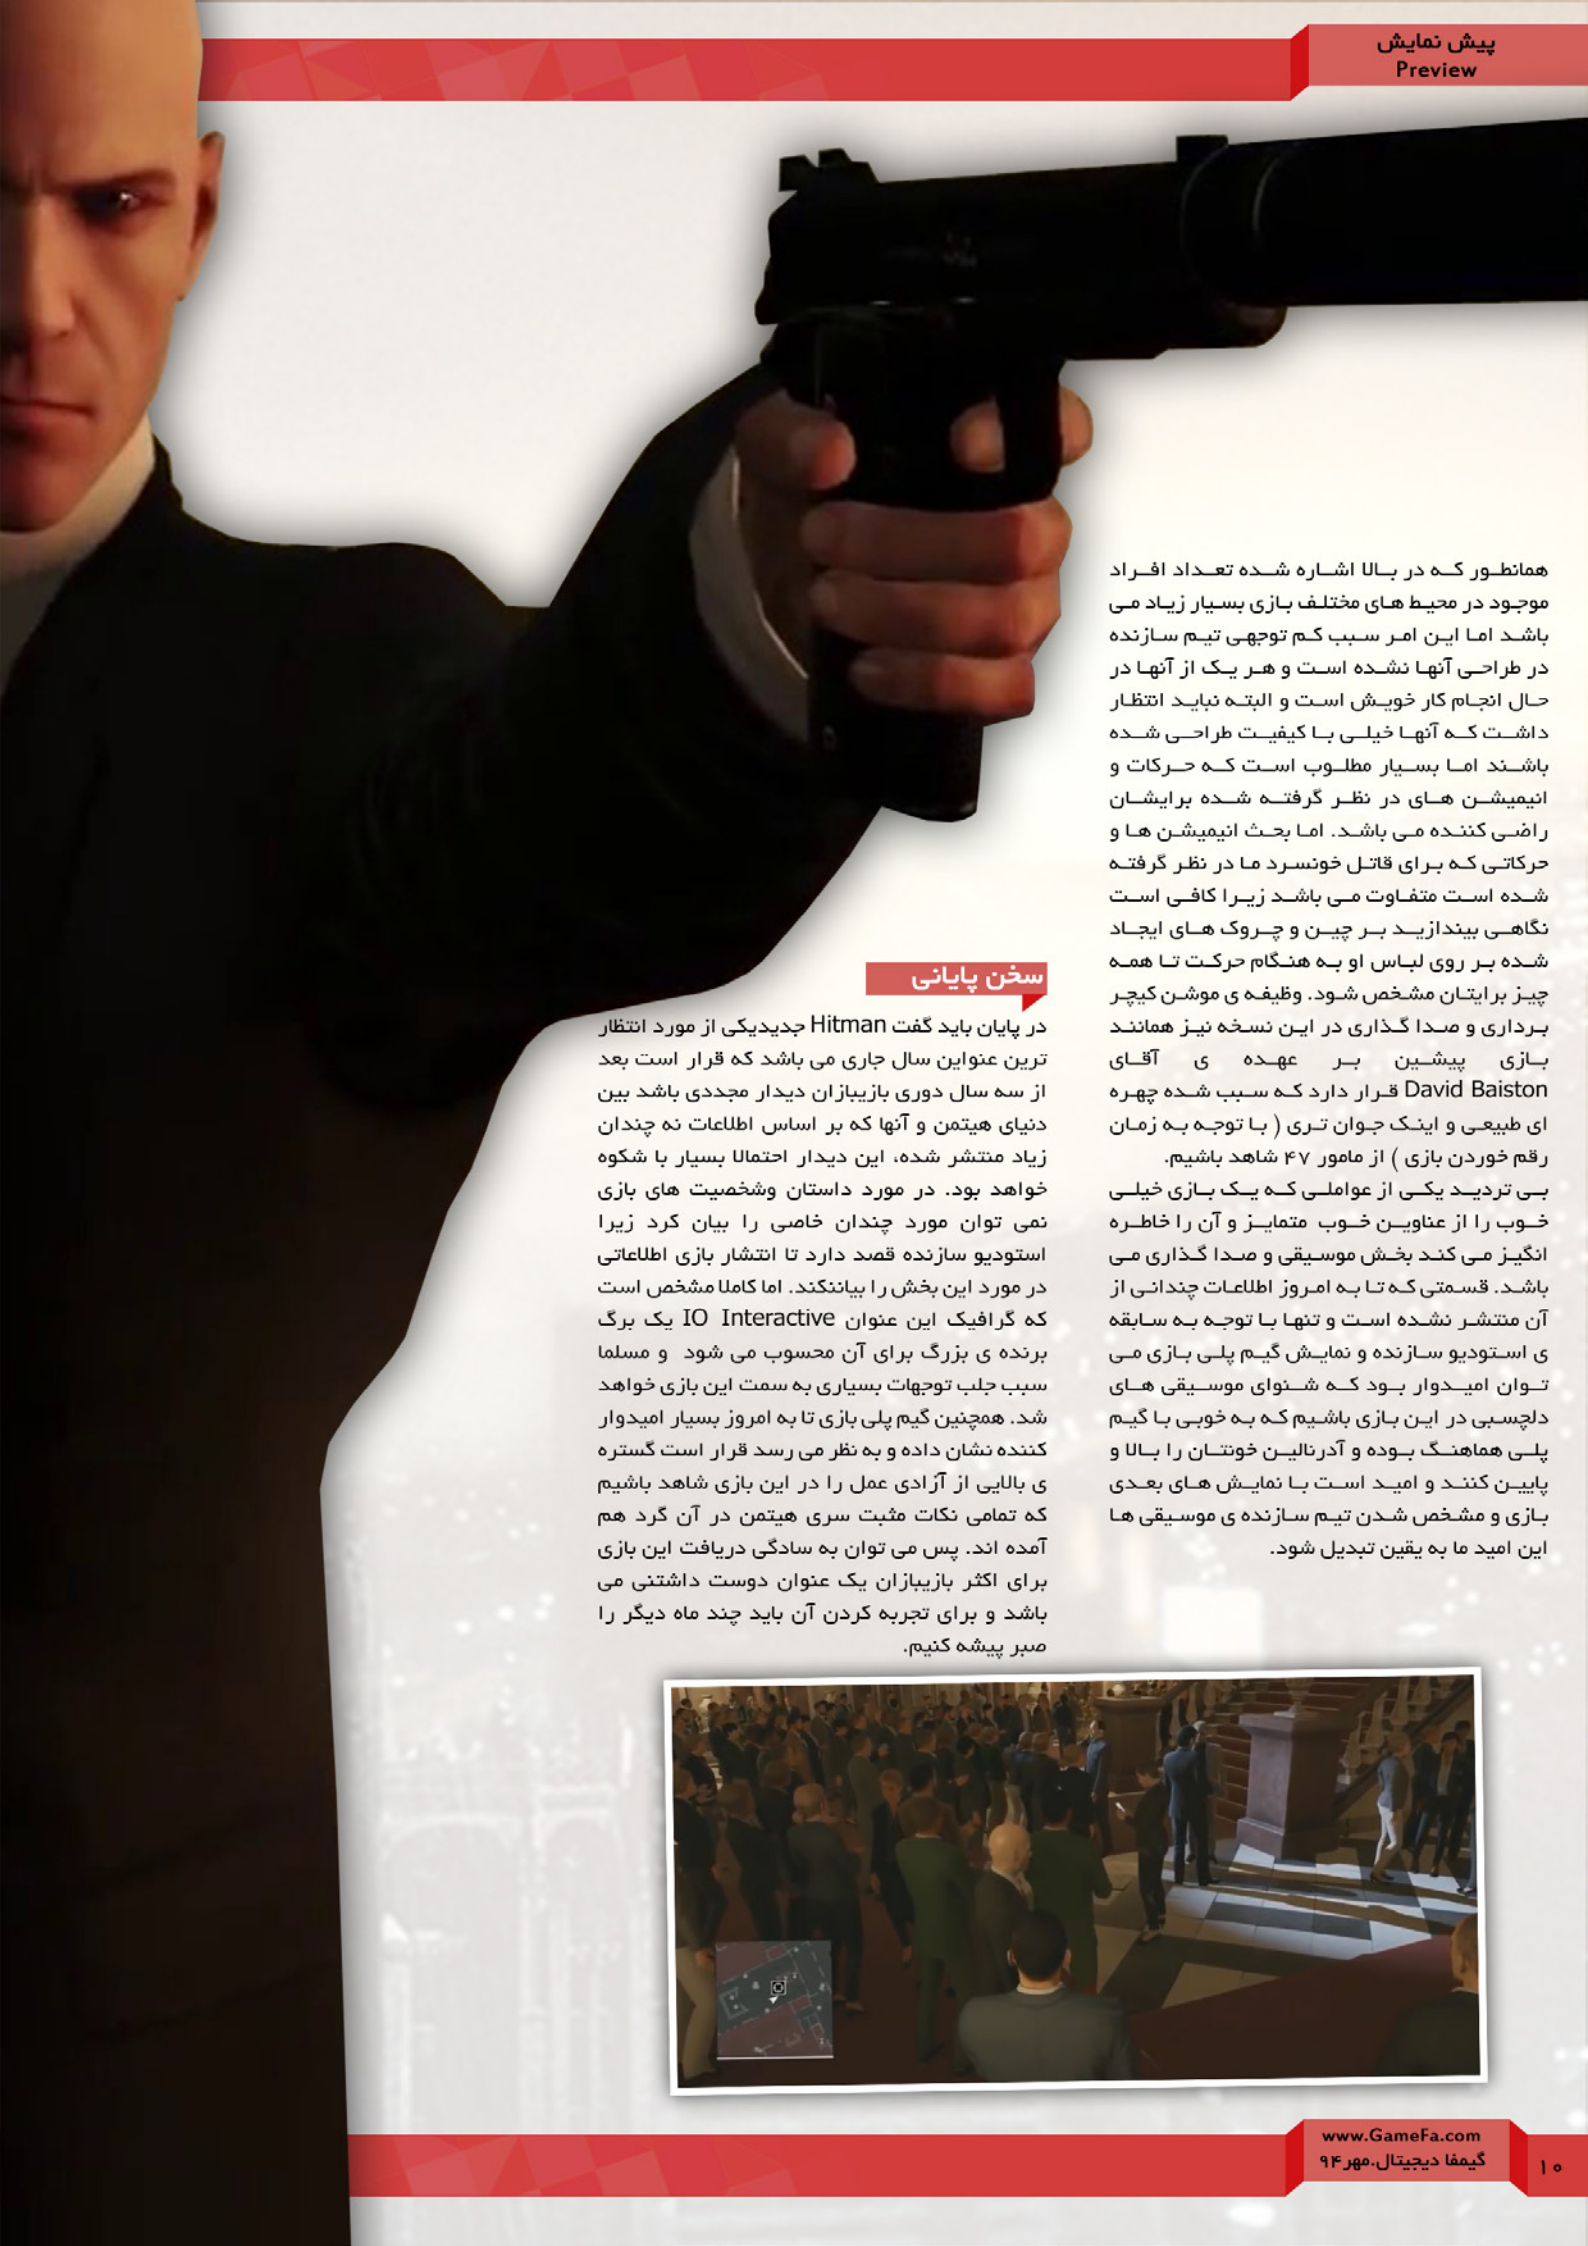 پیش نمایش
Preview
همانطور که در بالا اشاره شده تعداد افراد
موجود در محیط های مختلف بازی بسیار زیاد می
باشد اما این امر سبب کم توجهی تیم سازنده
در طراحی آنها نشده است و هر یک از آنها در
حال انجام کار خویش است و البته نباید انتظار
داشت که آنها خیلی با کیفیت طراحی شده
باشند اما بسیار مطلوب است که حرکات و
انیمیشن های در نظر گرفته شده برایشان
راضی کننده می باشد. اما بحث انیمیشن ها و
حرکاتی که برای قاتل خونسرد ما در نظر گرفته
شده است متفاوت می باشد زیرا کافی است
نگاهی بیندازید بر چین و چروک های ایجاد
شده بر روی لباس او به هنگام حرکت تا همه
چیز برایتان مشخص شود. وظیفه ی موشن کپچر
برداری و صدا گذاری در این نسخه نیز همانند
بازی پیشین بر عهده ی آقای
David Baiston قرار دارد که سبب شده چهره
ای طبیعی و اینک جوان تری ( با توجه به زمان
رقم خوردن بازی ) از مامور ۴۷ شاهد باشیم.
بی تردید یکی از عواملی که یک بازی خیلی
خوب را از عناوین خوب متمایز و آن را خاطره
انگیز می کند بخش موسیقی و صدا گذاری می
باشد. قسمتی که تا به امروز اطلاعات چندانی از
آن منتشر نشده است و تنها با توجه به سابقه
ی استودیو سازنده و نمایش گیم پلی بازی می
توان امیدوار بود که شنوای موسیقی های
دلچسبی در این بازی باشیم که به خوبی با گیم
پلی هماهنگ بوده و آدرنالین خونتان را بالا و
پایین کنند و امید است با نمایش های بعدی
بازی و مشخص شدن تیم سازنده ی موسیقی ها
این امید ما به یقین تبدیل شود.
سخن پایانی
در پایان باید گفت Hitman جدیدیکی از مورد انتظار
ترین عنواین سال جاری می باشد که قرار است بعد
از سه سال دوری بازیبازان دیدار مجددی باشد بین
دنیای هیتمن و آنها که بر اساس اطلاعات نه چندان
زیاد منتشر شده، این دیدار احتمالا بسیار با شکوه
خواهد بود. در مورد داستان وشخصیت های بازی
نمی توان مورد چندان خاصی را بیان کرد زیرا
استودیو سازنده قصد دارد تا انتشار بازی اطلاعاتی
در مورد این بخش را بیاننکند. اما کاملا مشخص است
که گرافیک این عنوان IO Interactive یک برگ
برنده ی بزرگ برای آن محسوب می شود و مسلما
سبب جلب توجهات بسیاری به سمت این بازی خواهد
شد. همچنین گیم پلی بازی تا به امروز بسیار امیدوار
کننده نشان داده و به نظر می رسد قرار است گستره
ی بالایی از آزادی عمل را در این بازی شاهد باشیم
که تمامی نکات مثبت سری هیتمن در آن گرد هم
آمده اند. پس می توان به سادگی دریافت این بازی
برای اکثر بازیبازان یک عنوان دوست داشتنی می
باشد و برای تجربه کردن آن باید چند ماه دیگر را
صبر پیشه کنیم.
www.GameFa.com
گیمفا دیجیتال.مهر۹۴
۱۰